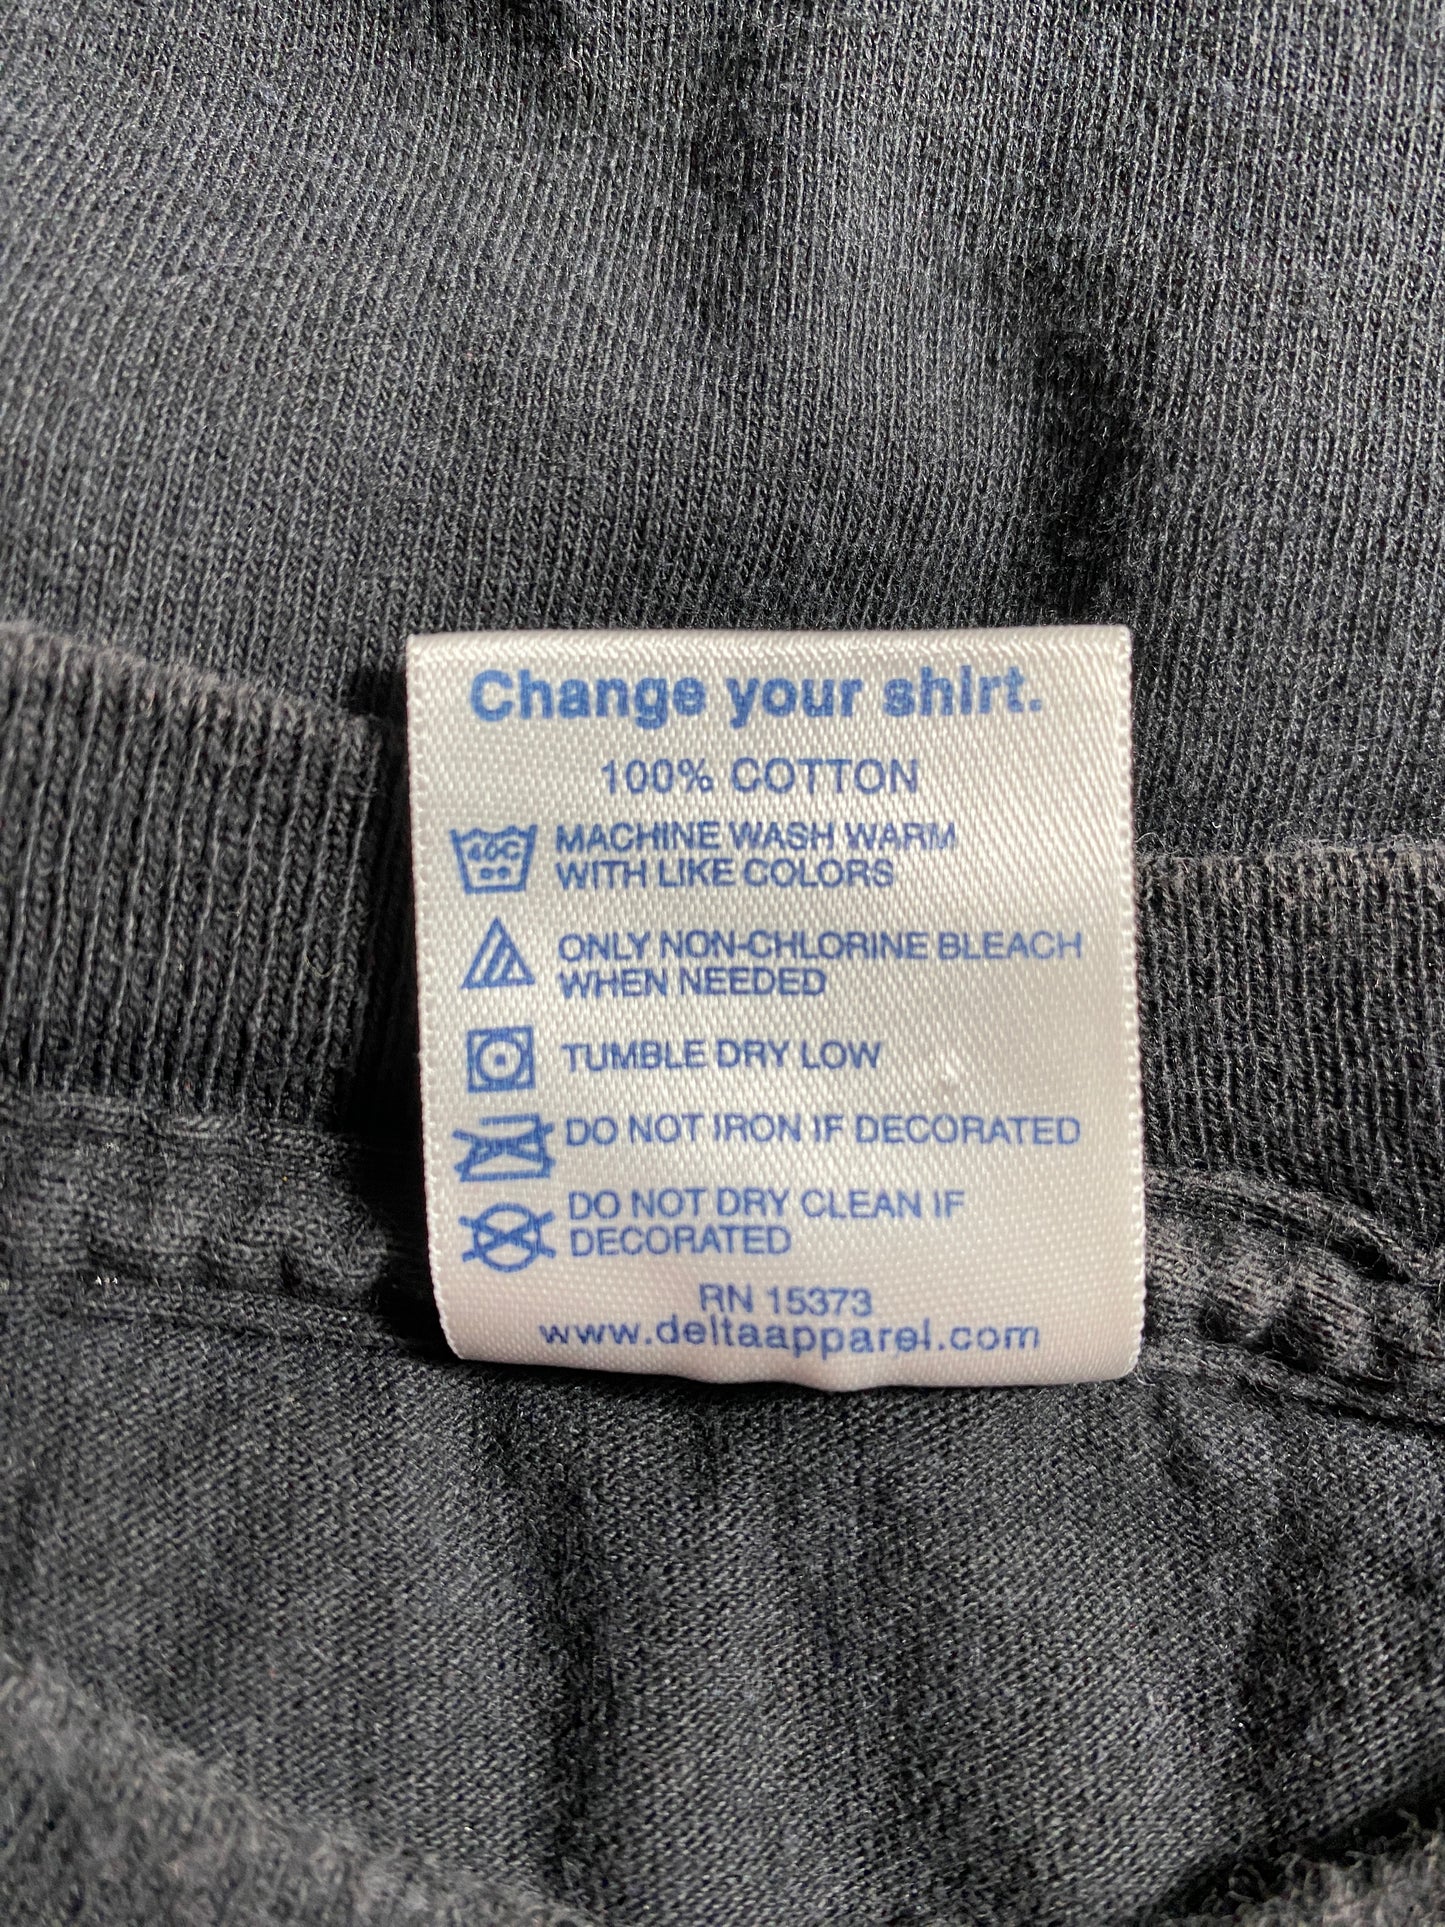 Change your shirt.
100% COTTON
40C
MACHINE WASH WARM
WITH LIKE COLORS
ONLY NON-CHLORINE BLEACH
WHEN NEEDED
TUMBLE DRY LOW
DO NOT IRON IF DECORATED
DO NOT DRY CLEAN IF
DECORATED
RN 15373
www.deltaapparel.com